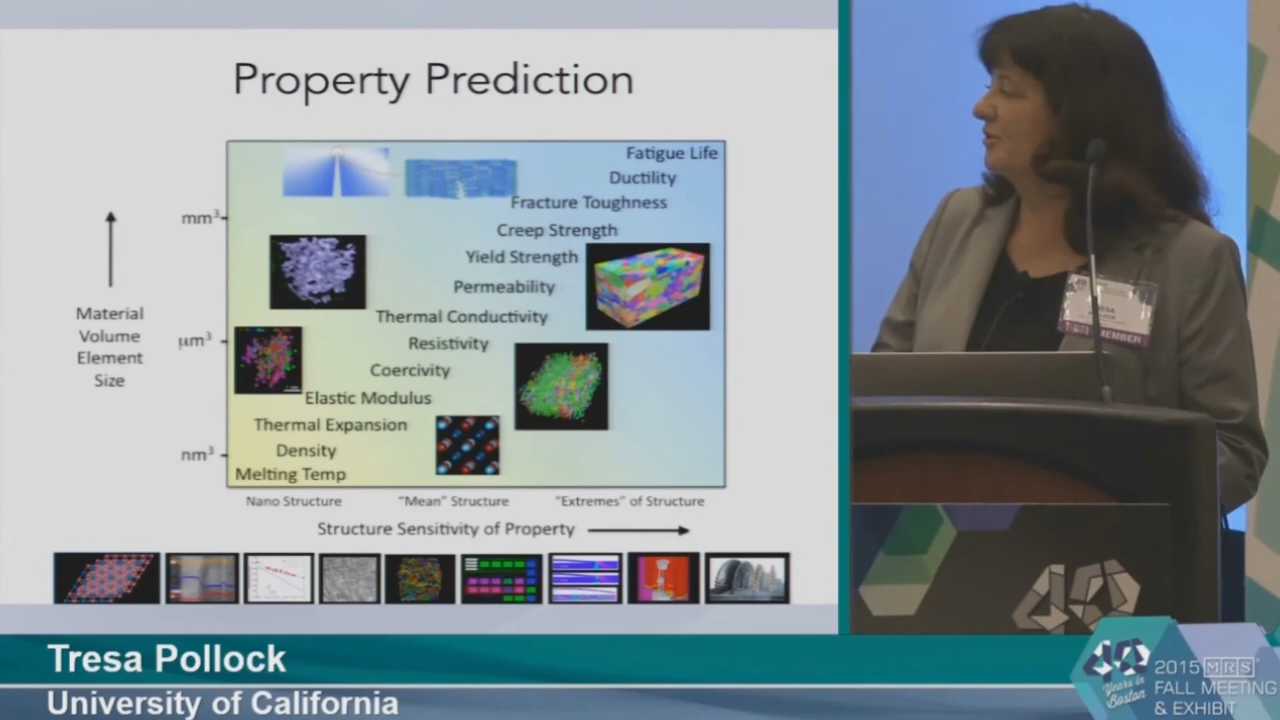 Property Prediction
Fatigue Life
Ductility
Fracture Toughness
mm³
Creep Strength
Yield Strength
Permeability
Material
Volume
Element
Size
Thermal Conductivity
μm³
Resistivity
Coercivity
Elastic Modulus
Thermal Expansion
Density
nm³
Melting Temp
Nano Structure
"Mean" Structure
"Extremes" of Structure
Structure Sensitivity of Property
MEMBER
Tresa Pollock
University of California
40
Years in
Boston
2015 MRS®
FALL MEETING
& EXHIBIT